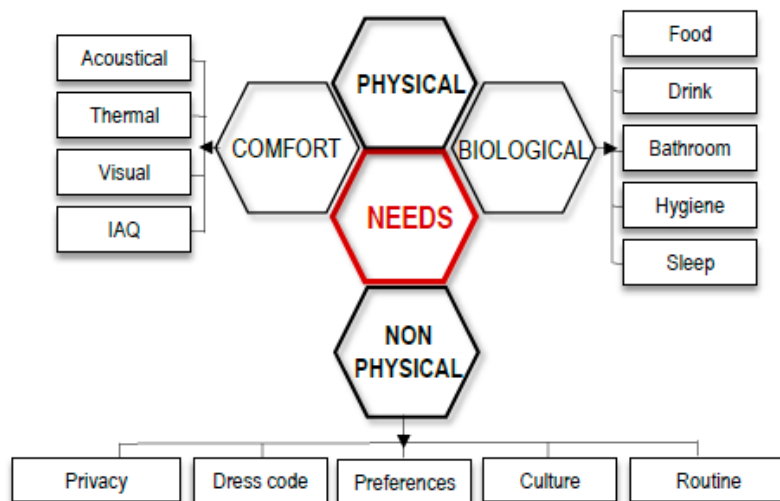 Acoustical
Thermal
Visual
IAQ
COMFORT
PHYSICAL
BIOLOGICAL
NEEDS
Food
Drink
Bathroom
Hygiene
Sleep
NON
PHYSICAL
Privacy
Dress code
Preferences
Culture
Routine